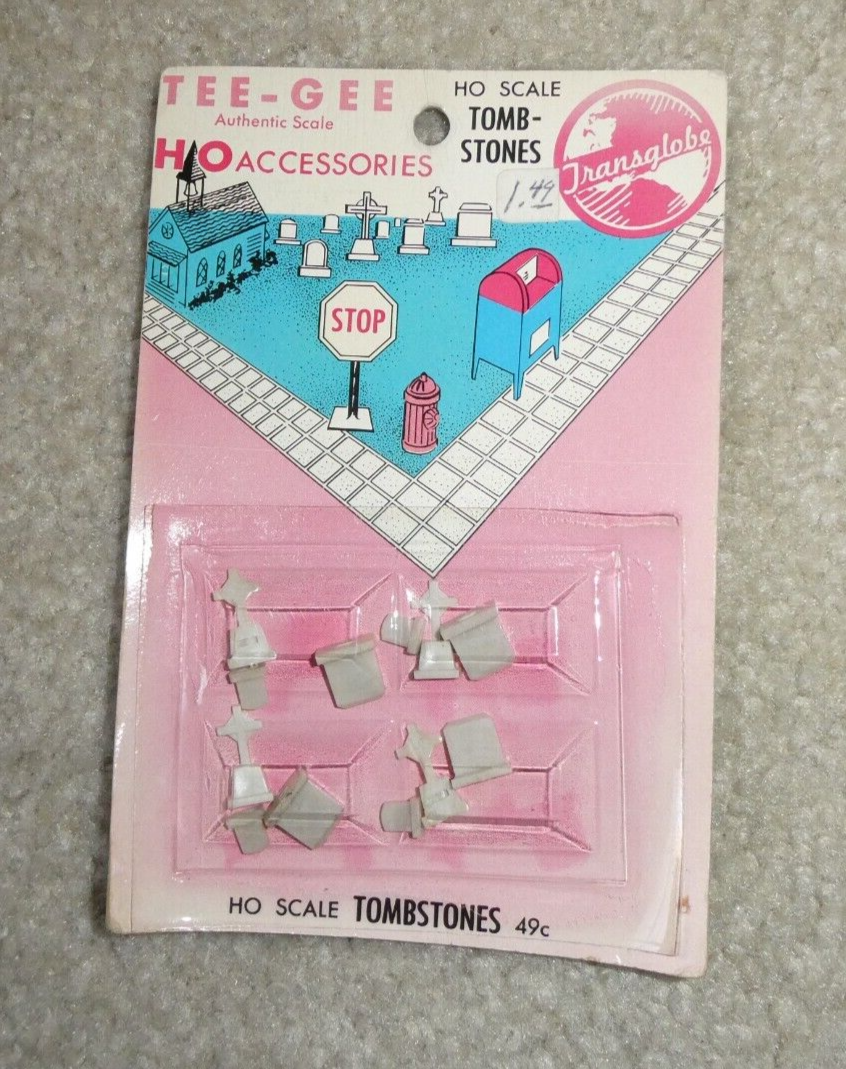 TEE-GEE
Authentic Scale
HO ACCESSORIES
HO SCALE
TOMB-
STONES
Transglobe
1.49
STOP
HO SCALE TOMBSTONES 49c